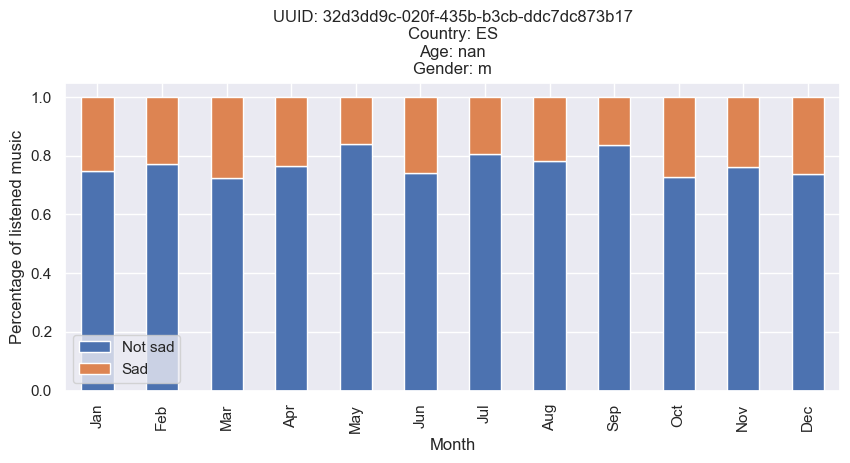 UUID: 32d3dd9c-020f-435b-b3cb-ddc7dc873b17
Country: ES
Age: nan
Gender: m
Percentage of listened music
1.0
0.8
0.6
0.4
0.2
0.0
Not sad
Sad
Jan Feb Mar Apr May Jun Jul Aug Sep Oct Nov Dec
Month